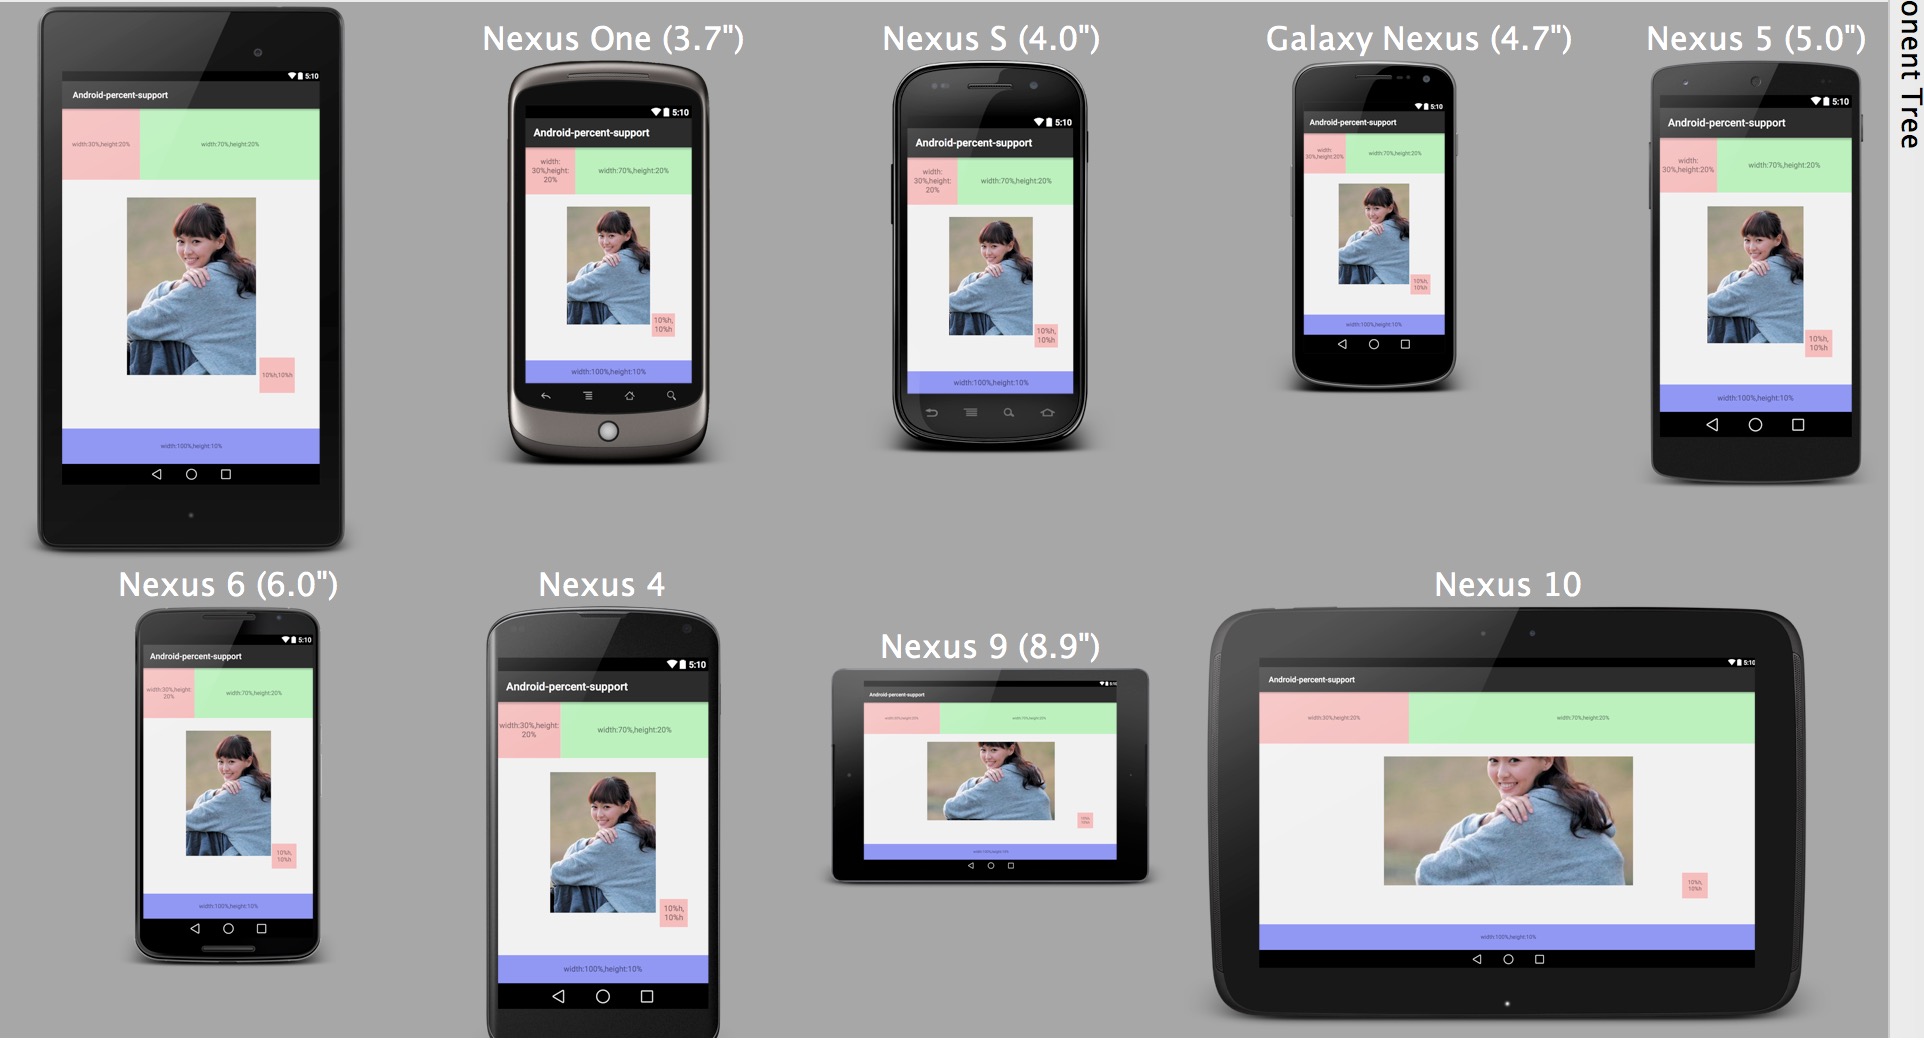 5:10
Android-percent-support
width:30%,height:20%
width:70%,height:20%
10%h,10%h
width:100%,height:10%
Nexus One (3.7")
5:10
Android-percent-support
width:
30%,height:
20%
width:70%,height:20%
10%h,
10%h
width:100%,height:10%
Nexus S (4.0")
5:10
Android-percent-support
width:
30%,height:
20%
width:70%,height:20%
10%h,
10%h
width:100%,height:10%
Galaxy Nexus (4.7")
5:10
Android-percent-support
width:
30%,height:20%
width:70%,height:20%
10%h,
10%h
width:100%,height:10%
Nexus 5 (5.0")
5:10
Android-percent-support
width:
30%,height:20%
width:70%,height:20%
10%h,
10%h
width:100%,height:10%
onent Tree
Nexus 6 (6.0")
5:10
Android-percent-support
width:30%,height:
20%
width:70%,height:20%
10%h,
10%h
width:100%,height:10%
Nexus 4
5:10
Android-percent-support
width:30%,height:
20%
width:70%,height:20%
10%h,
10%h
width:100%,height:10%
Nexus 9 (8.9")
5:10
Android-percent-support
width:30%,height:20%
width:70%,height:20%
10%h,
10%h
width:100%,height:10%
Nexus 10
5:10
Android-percent-support
width:30%,height:20%
width:70%,height:20%
10%h,
10%h
width:100%,height:10%